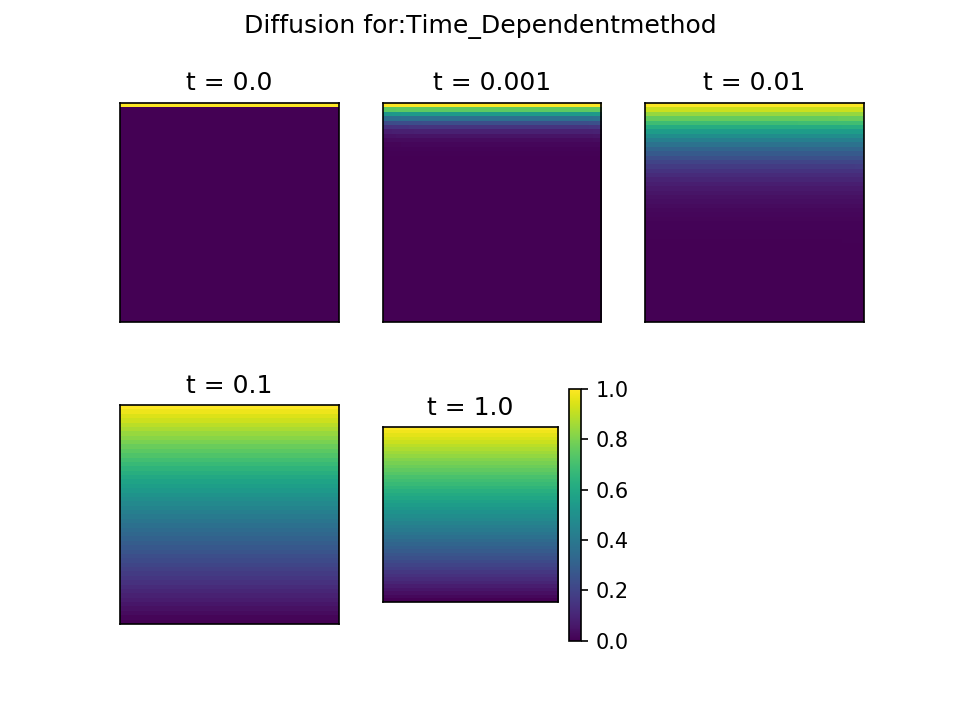 Diffusion for:Time_Dependentmethod
t = 0.0
t = 0.001
t = 0.01
t = 0.1
t = 1.0
1.0
0.8
0.6
0.4
0.2
0.0